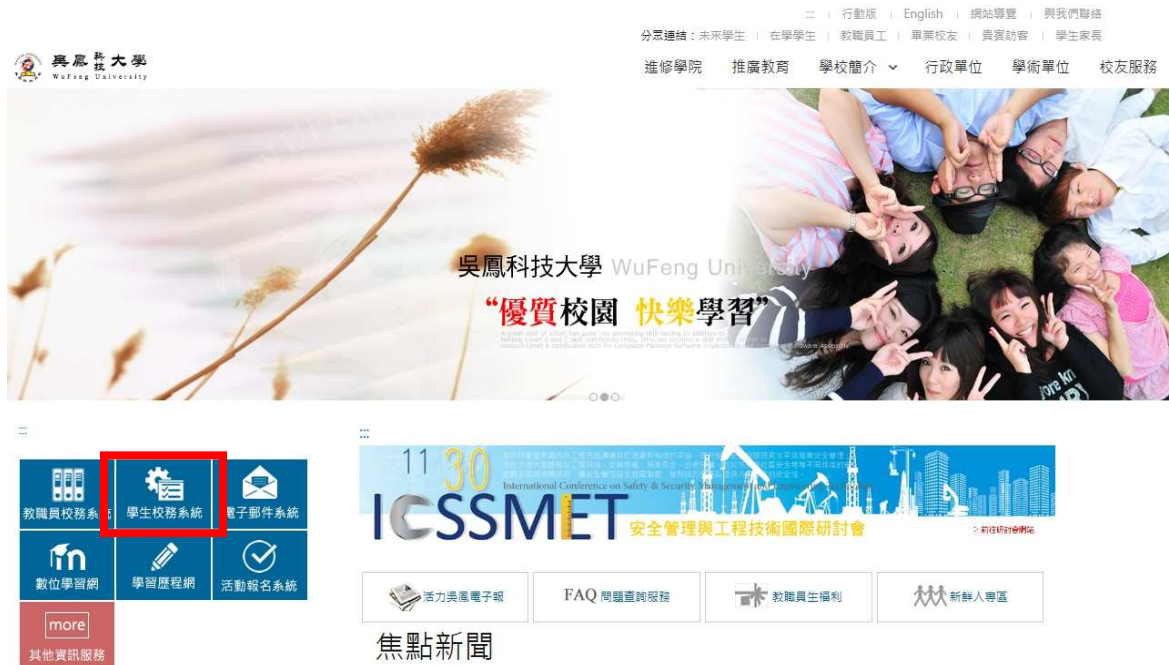 ::: 行動版 English 網站導覽 與我們聯絡
分眾連結：未來學生 在學學生 教職員工 畢業校友 貴賓訪客 學生家長
吳鳳科技大學
WuFeng University
進修學院 推廣教育 學校簡介 行政單位 學術單位 校友服務
吳鳳科技大學 WuFeng University
“優質校園 快樂學習”
:::
:::
教職員校務系統 學生校務系統 電子郵件系統
數位學習網 學習歷程網 活動報名系統
more
其他資訊服務
11 30
International Conference on Safety & Security Management and Engineering Technology
ICSSMET 安全管理與工程技術國際研討會
> 前往研討會網站
活力吳鳳電子報 FAQ 問題查詢服務 教職員生福利 新鮮人專區
焦點新聞